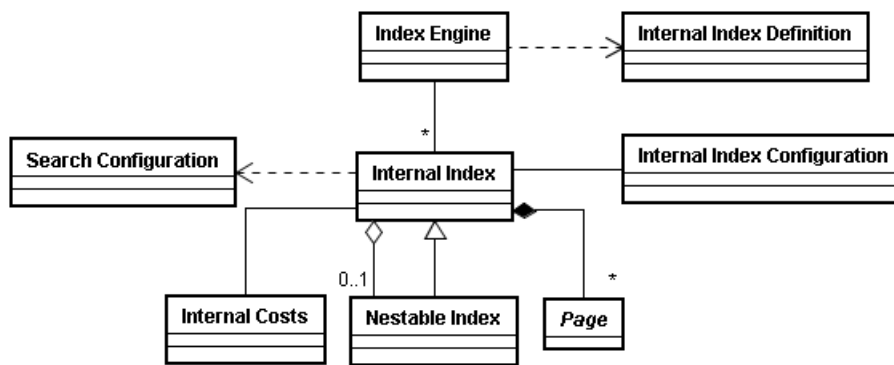 Index Engine
Internal Index Definition
*
Search Configuration
Internal Index
Internal Index Configuration
0..1
*
Internal Costs
Nestable Index
Page